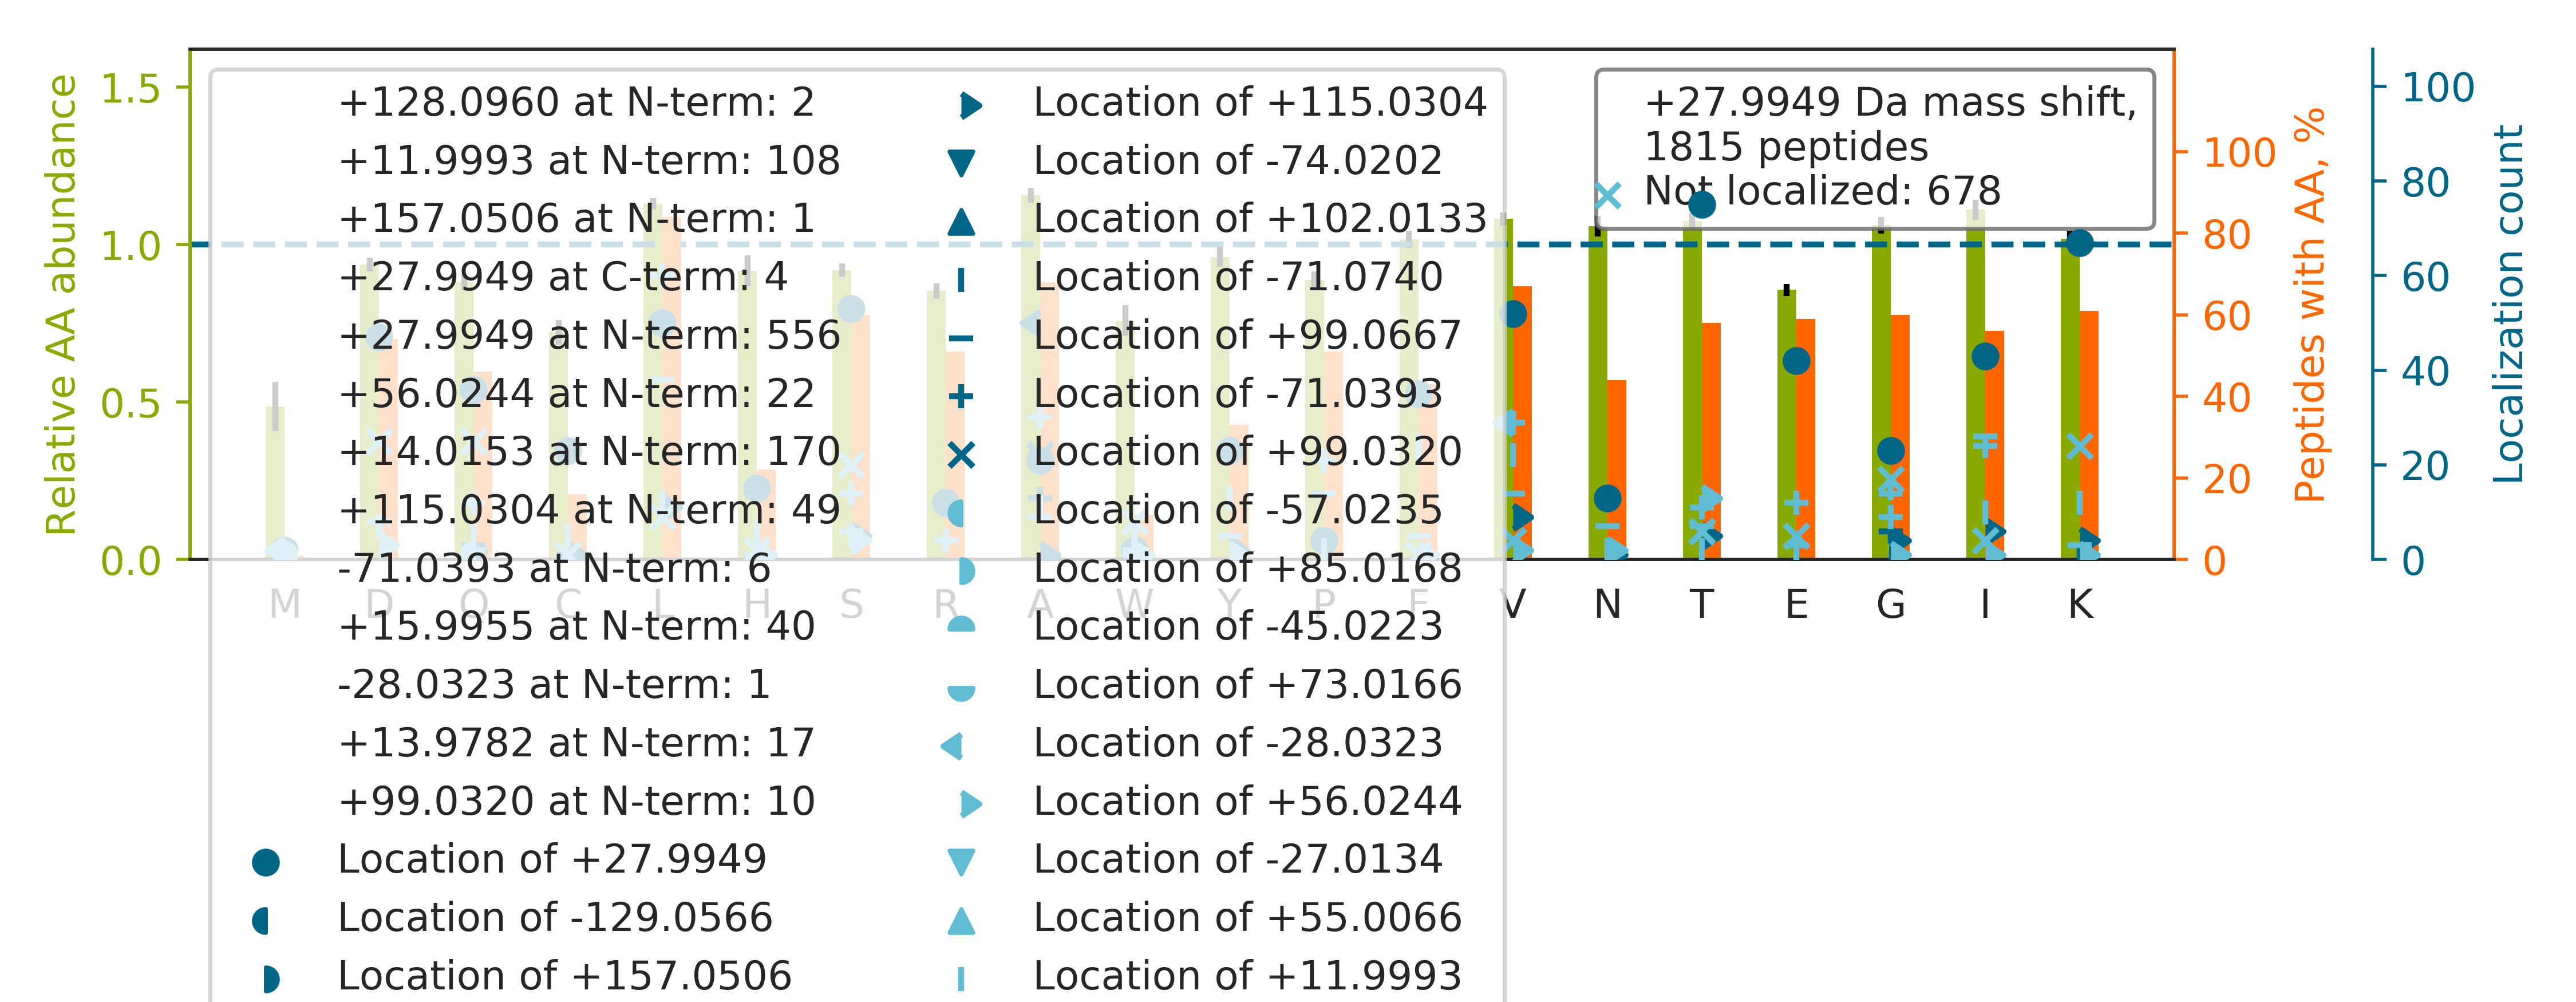 Relative AA abundance
1.5
1.0
0.5
0.0
+128.0960 at N-term: 2
+11.9993 at N-term: 108
+157.0506 at N-term: 1
+27.9949 at C-term: 4
+27.9949 at N-term: 556
+56.0244 at N-term: 22
+14.0153 at N-term: 170
+115.0304 at N-term: 49
-71.0393 at N-term: 6
+15.9955 at N-term: 40
-28.0323 at N-term: 1
+13.9782 at N-term: 17
+99.0320 at N-term: 10
Location of +27.9949
Location of -129.0566
Location of +157.0506
Location of +115.0304
Location of -74.0202
Location of +102.0133
Location of -71.0740
Location of +99.0667
Location of -71.0393
Location of +99.0320
Location of -57.0235
Location of +85.0168
Location of -45.0223
Location of +73.0166
Location of -28.0323
Location of +56.0244
Location of -27.0134
Location of +55.0066
Location of +11.9993
+27.9949 Da mass shift,
1815 peptides
Not localized: 678
M D Q C L H S R A W Y P F V N T E G I K
100
80
60
40
20
0
Peptides with AA, %
100
80
60
40
20
0
Localization count